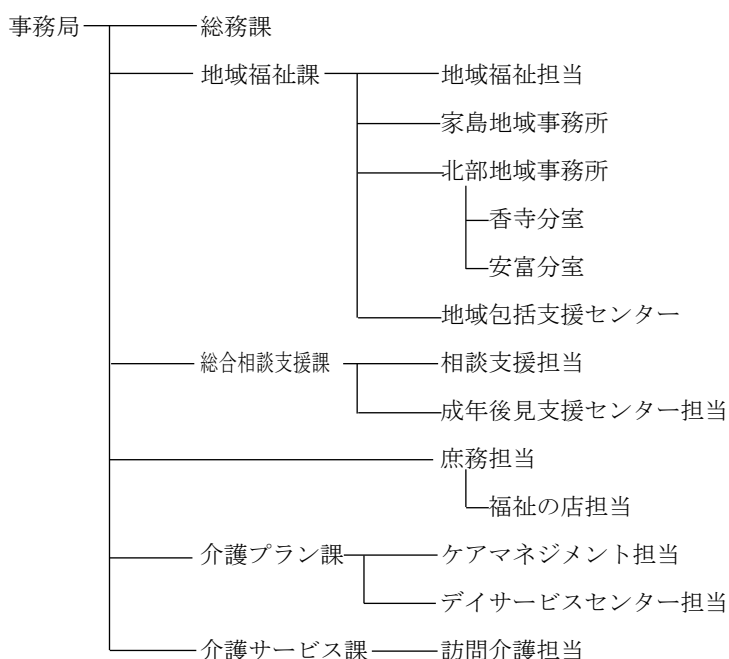 事務局 総務課
地域福祉課 地域福祉担当
家島地域事務所
北部地域事務所
香寺分室
安富分室
地域包括支援センター
総合相談支援課 相談支援担当
成年後見支援センター担当
庶務担当
福祉の店担当
介護プラン課 ケアマネジメント担当
デイサービスセンター担当
介護サービス課 訪問介護担当